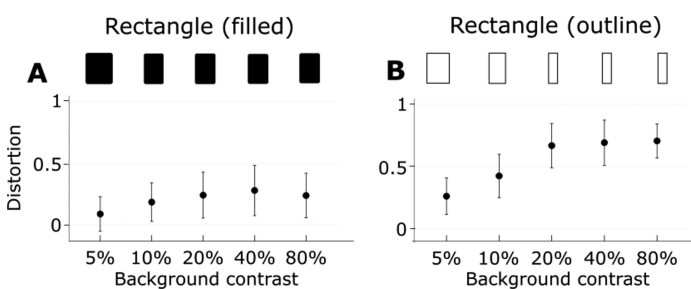 Rectangle (filled)
A
1
0.5
0
Distortion
5% 10% 20% 40% 80%
Background contrast
Rectangle (outline)
B
1
0.5
0
5% 10% 20% 40% 80%
Background contrast